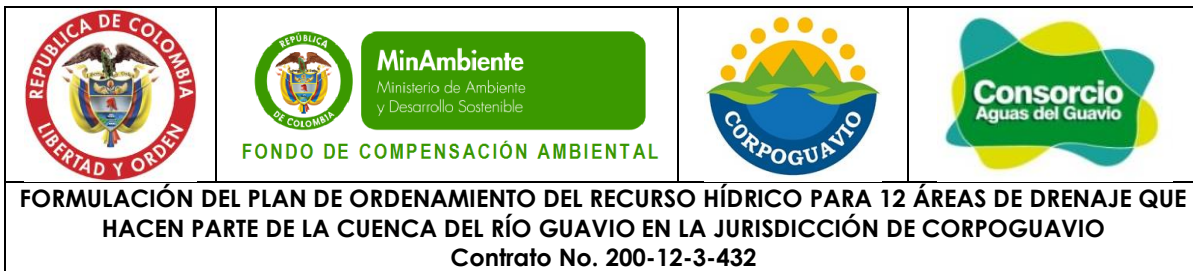 REPUBLICA DE COLOMBIA
LIBERTAD Y ORDEN
REPÚBLICA
DE COLOMBIA
MinAmbiente
Ministerio de Ambiente
y Desarrollo Sostenible
FONDO DE COMPENSACIÓN AMBIENTAL
CORPOGUAVIO
Consorcio
Aguas del Guavio
FORMULACIÓN DEL PLAN DE ORDENAMIENTO DEL RECURSO HÍDRICO PARA 12 ÁREAS DE DRENAJE QUE
HACEN PARTE DE LA CUENCA DEL RÍO GUAVIO EN LA JURISDICCIÓN DE CORPOGUAVIO
Contrato No. 200-12-3-432